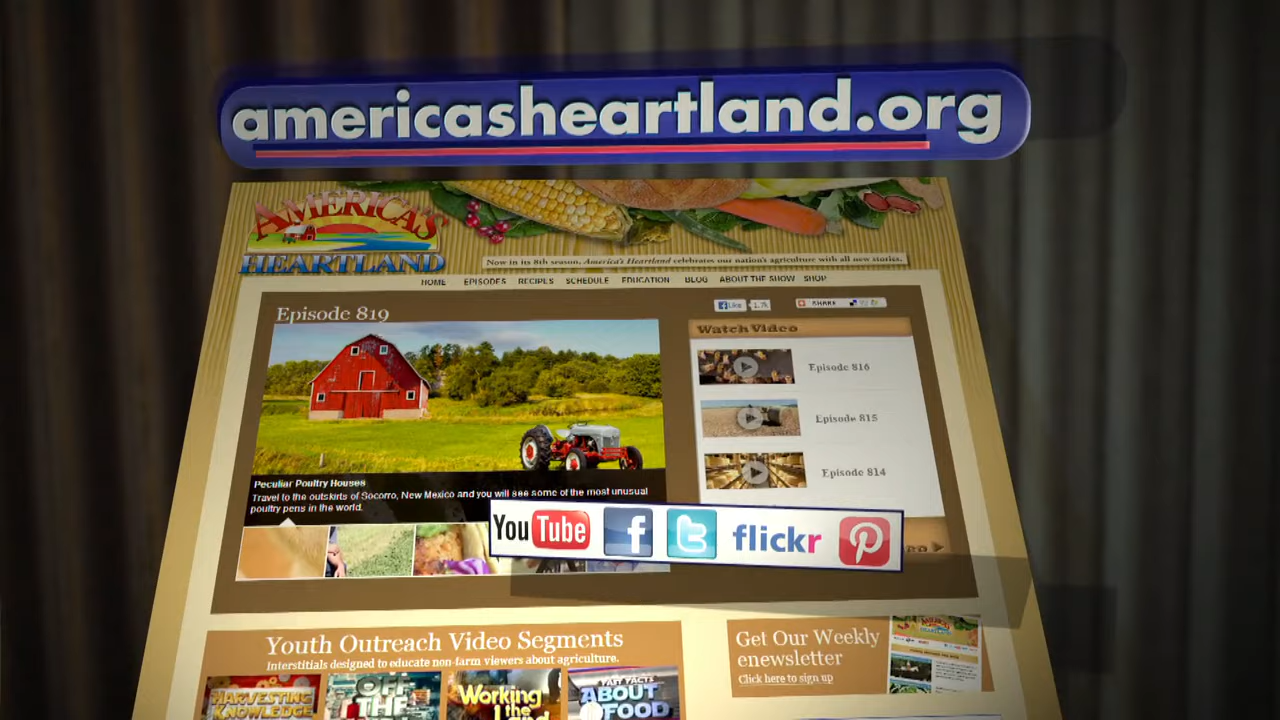 americasheartland.org
AMERICA'S
HEARTLAND
Now in its 8th season, America's Heartland celebrates our nation's agriculture with all new stories.
HOME EPISODES RECIPES SCHEDULE EDUCATION BLOG ABOUT THE SHOW SHOP
Episode 819
Like 1.7k SHARE
Watch Video
Episode 816
Episode 815
Episode 814
Peculiar Poultry Houses
Travel to the outskirts of Socorro, New Mexico and you will see some of the most unusual
poultry pens in the world.
YouTube f t flickr P
Youth Outreach Video Segments
Interstitials designed to educate non-farm viewers about agriculture.
Get Our Weekly
enewsletter
Click here to sign up
HARVESTING
KNOWLEDGE
OFF
THE
Working
the
Land
FAST FACTS
ABOUT
FOOD